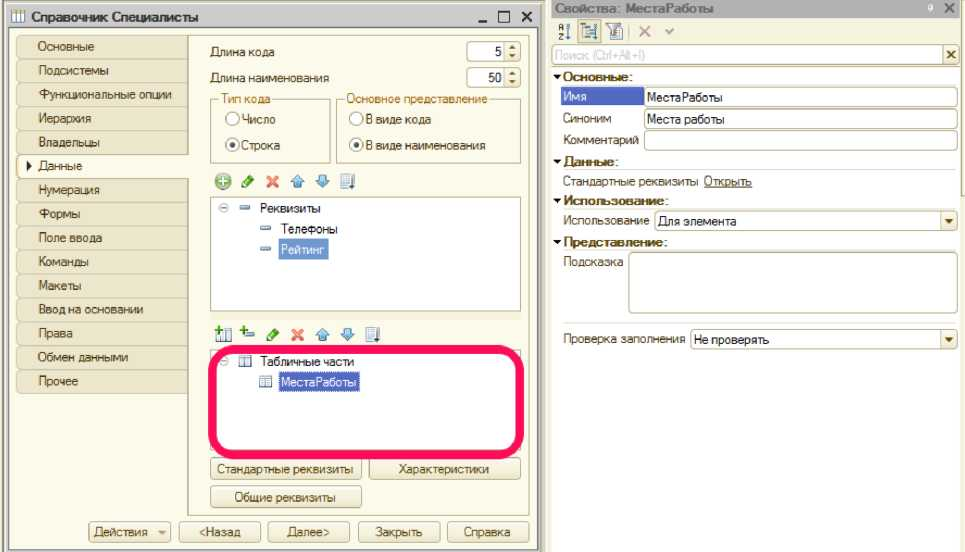 Справочник Специалисты
Основные
Подсистемы
Функциональные опции
Иерархия
Владельцы
Данные
Нумерация
Формы
Поле ввода
Команды
Макеты
Ввод на основании
Права
Обмен данными
Прочее
Длина кода 5
Длина наименования 50
Тип кода
Число
Строка
Основное представление
В виде кода
В виде наименования
Реквизиты
Телефоны
Рейтинг
Табличные части
МестаРаботы
Стандартные реквизиты Характеристики
Общие реквизиты
Действия <Назад Далее> Закрыть Справка
Свойства: МестаРаботы
Поиск (Ctrl+Alt+I)
Основные:
Имя МестаРаботы
Синоним Места работы
Комментарий
Данные:
Стандартные реквизиты Открыть
Использование:
Использование Для элемента
Представление:
Подсказка
Проверка заполнения Не проверять